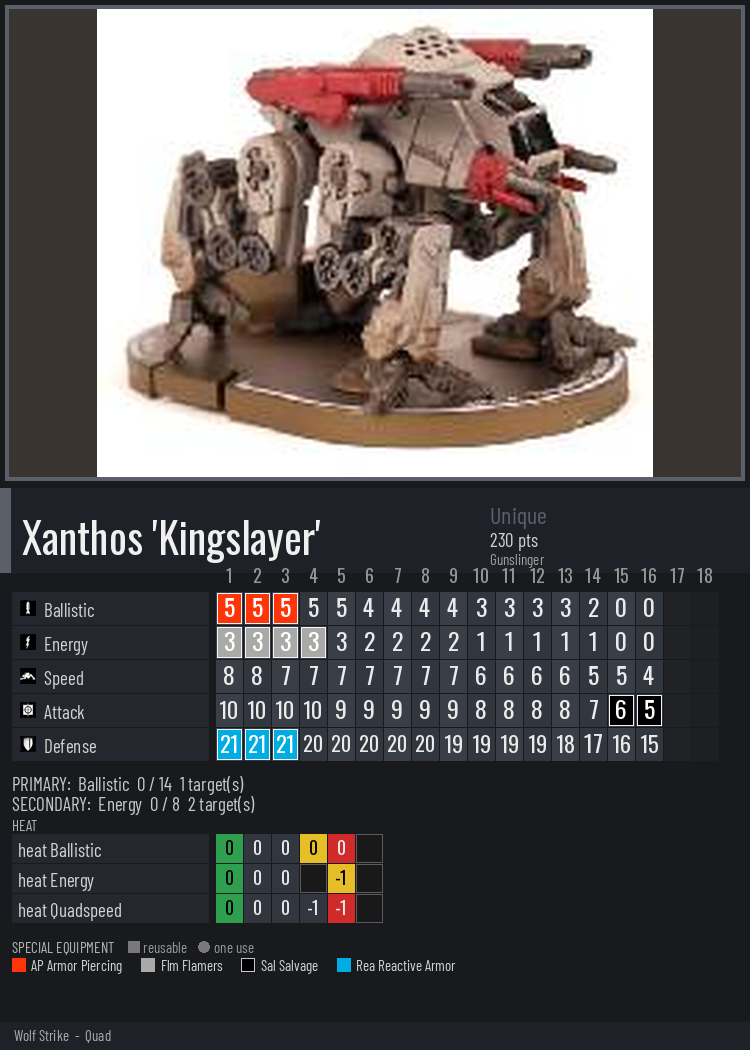 Xanthos 'Kingslayer'
Unique
230 pts
Gunslinger
1 2 3 4 5 6 7 8 9 10 11 12 13 14 15 16 17 18
Ballistic 5 5 5 5 5 4 4 4 4 3 3 3 3 2 0 0
Energy 3 3 3 3 3 2 2 2 2 1 1 1 1 1 0 0
Speed 8 8 7 7 7 7 7 7 7 6 6 6 6 5 5 4
Attack 10 10 10 10 9 9 9 9 9 8 8 8 8 7 6 5
Defense 21 21 21 20 20 20 20 20 19 19 19 19 18 17 16 15
PRIMARY: Ballistic 0 / 14 1 target(s)
SECONDARY: Energy 0 / 8 2 target(s)
HEAT
heat Ballistic 0 0 0 0 0
heat Energy 0 0 0 -1
heat Quadspeed 0 0 0 -1 -1
SPECIAL EQUIPMENT reusable one use
AP Armor Piercing Flm Flamers Sal Salvage Rea Reactive Armor
Wolf Strike - Quad